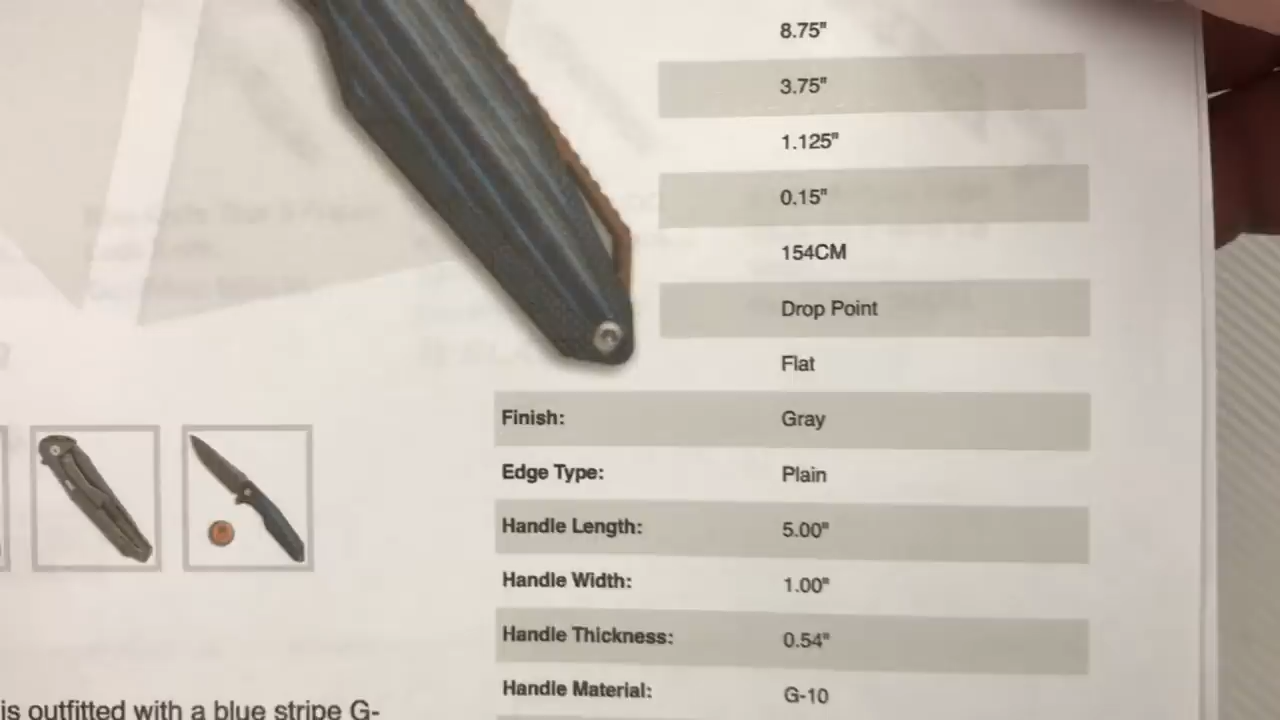 8.75"
3.75"
1.125"
0.15"
154CM
Drop Point
Flat
Finish: Gray
Edge Type: Plain
Handle Length: 5.00"
Handle Width: 1.00"
Handle Thickness: 0.54"
Handle Material: G-10
is outfitted with a blue stripe G-